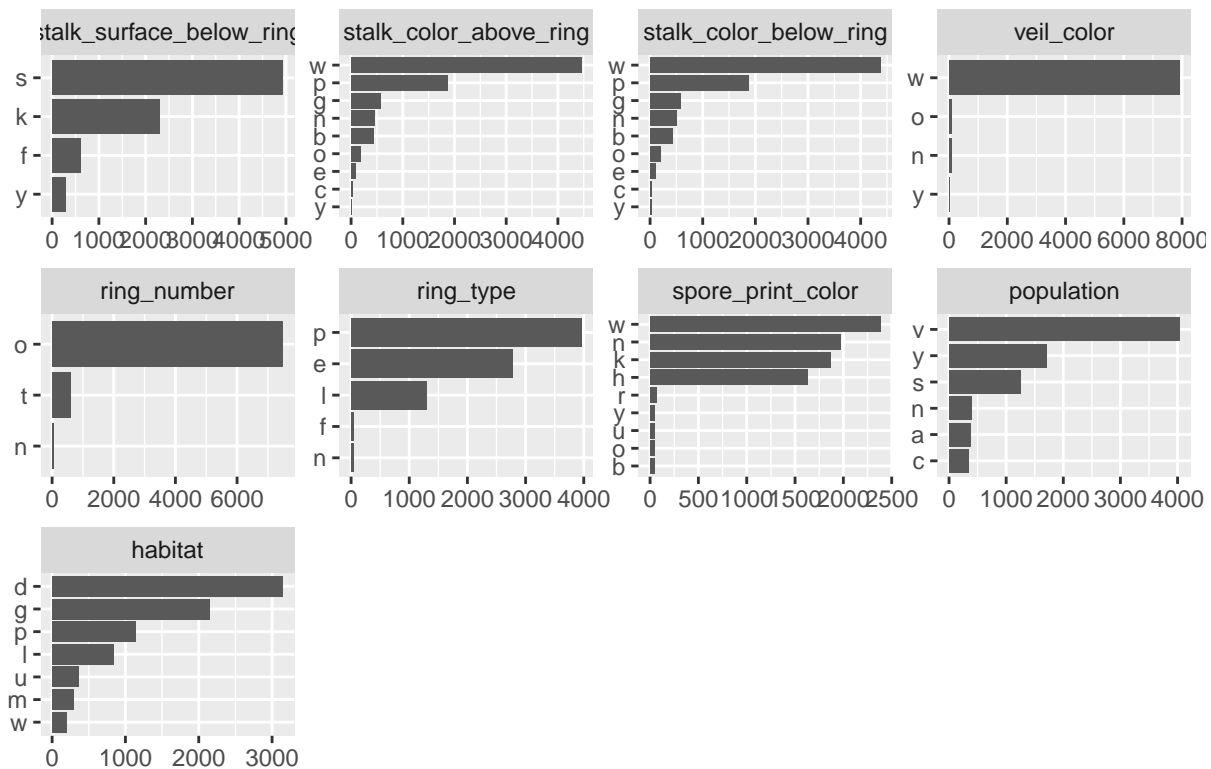 stalk_surface_below_ring stalk_color_above_ring stalk_color_below_ring veil_color
s
k
f
y
0 1000 2000 3000 4000 5000
w
p
g
n
b
o
e
c
y
0 1000 2000 3000 4000
w
p
g
n
b
o
e
c
y
0 1000 2000 3000 4000
w
o
n
y
0 2000 4000 6000 8000
ring_number ring_type spore_print_color population
o
t
n
0 2000 4000 6000
p
e
l
f
n
0 1000 2000 3000 4000
w
n
k
h
r
y
u
o
b
0 500 1000 1500 2000 2500
v
y
s
n
a
c
0 1000 2000 3000 4000
habitat
d
g
p
l
u
m
w
0 1000 2000 3000